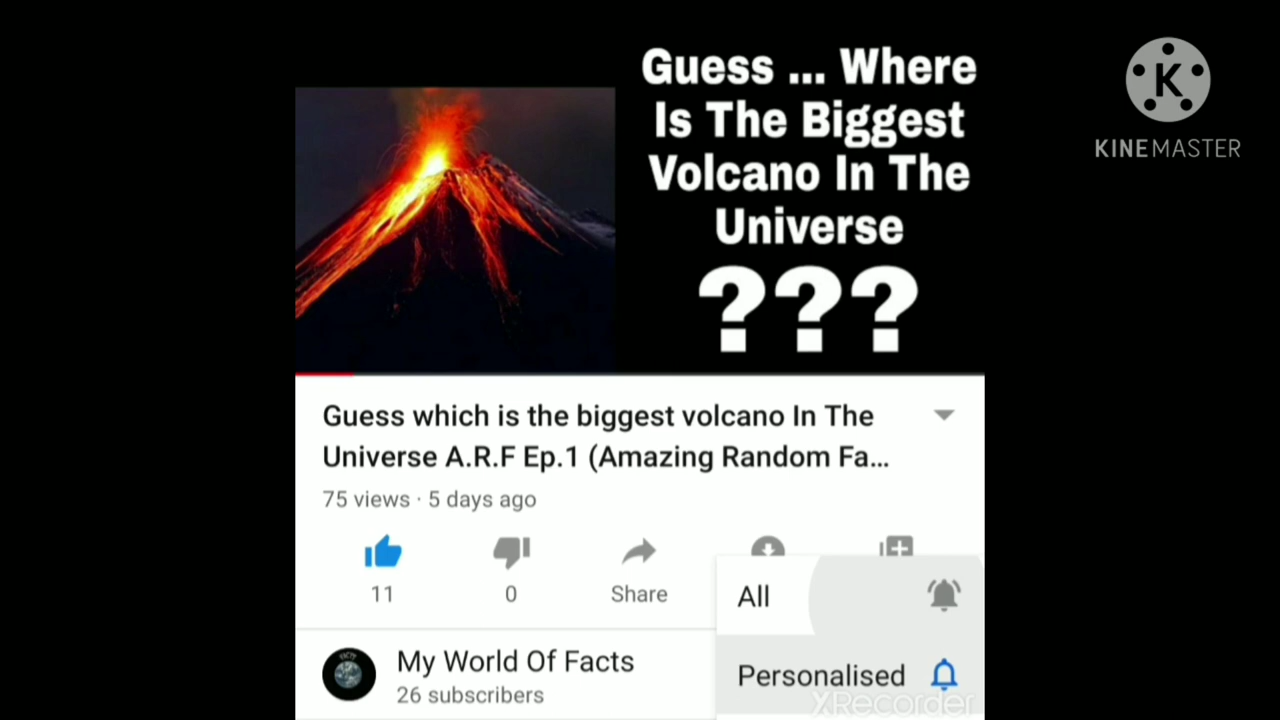 Guess ... Where
Is The Biggest
Volcano In The
Universe
???
KINEMASTER
Guess which is the biggest volcano In The
Universe A.R.F Ep.1 (Amazing Random Fa...
75 views · 5 days ago
11
0
Share
All
My World Of Facts
26 subscribers
Personalised
XRecorder